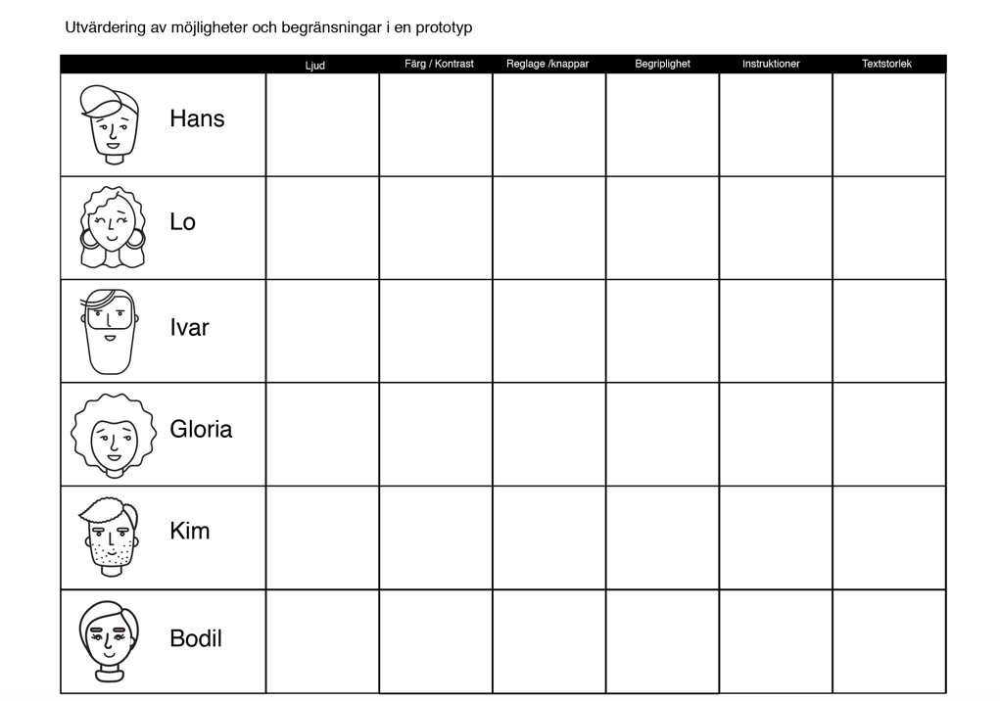 Utvärdering av möjligheter och begränsningar i en prototyp
Ljud Färg / Kontrast Reglage /knappar Begriplighet Instruktioner Textstorlek
Hans
Lo
Ivar
Gloria
Kim
Bodil